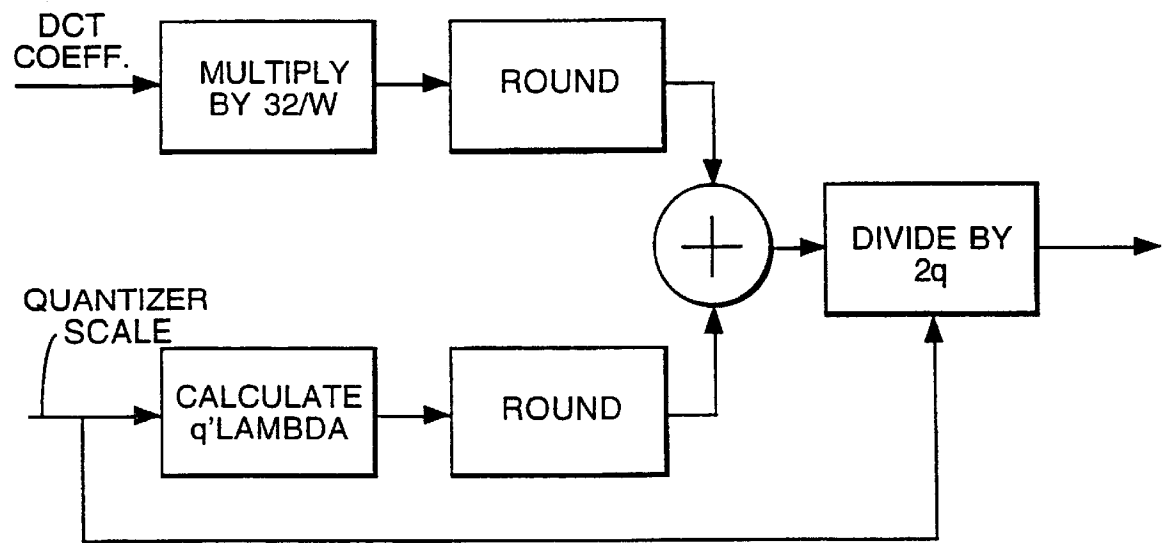 DCT
COEFF.
MULTIPLY
BY 32/W
ROUND
DIVIDE BY
2q
QUANTIZER
SCALE
CALCULATE
q'LAMBDA
ROUND